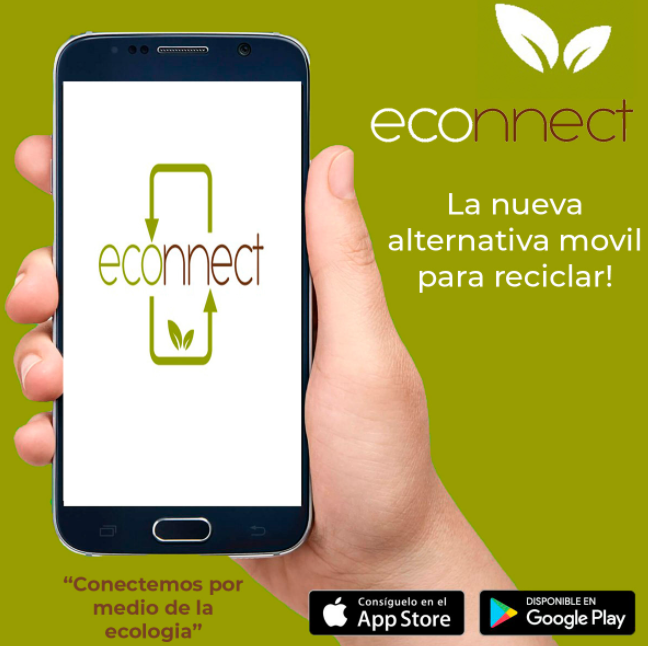 econnect
La nueva
alternativa movil
para reciclar!
econnect
“Conectemos por
medio de la
ecologia”
Consíguelo en el
App Store
DISPONIBLE EN
Google Play